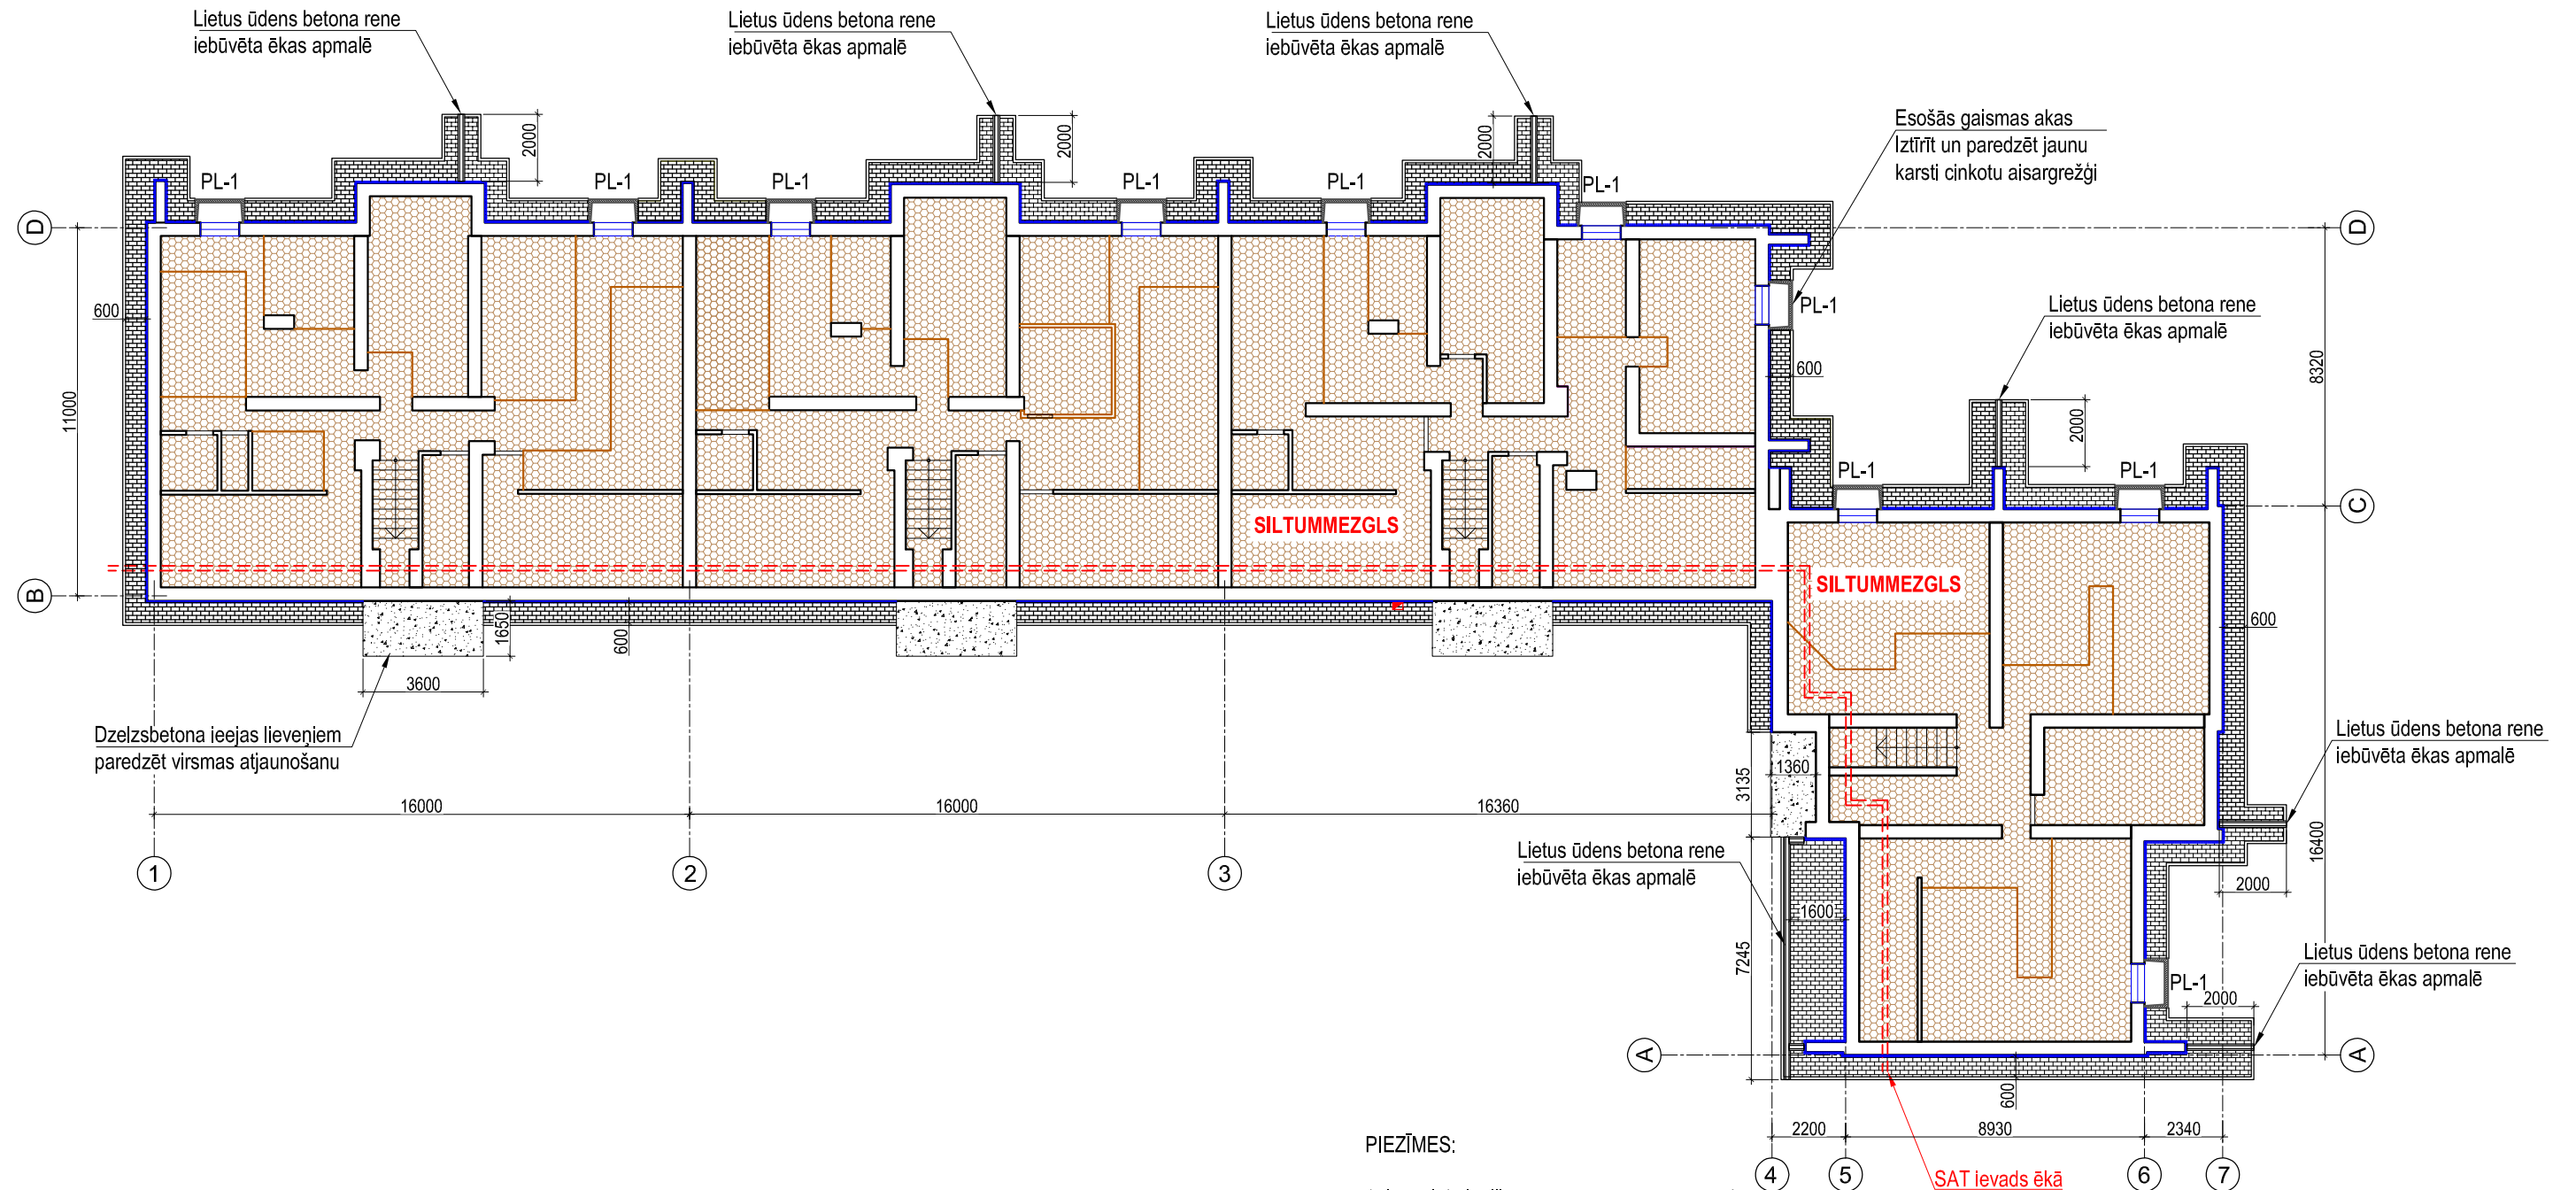 Lietus ūdens betona rene
iebūvēta ēkas apmalē
Lietus ūdens betona rene
iebūvēta ēkas apmalē
Lietus ūdens betona rene
iebūvēta ēkas apmalē
Esošās gaismas akas
Iztīrīt un paredzēt jaunu
karsti cinkotu aisargrežģi
2000
2000
2000
PL-1
PL-1
PL-1
PL-1
PL-1
PL-1
D
D
PL-1
Lietus ūdens betona rene
iebūvēta ēkas apmalē
600
600
8320
11000
2000
PL-1
PL-1
C
SILTUMMEZGLS
SILTUMMEZGLS
B
1650
600
600
3600
Dzelzsbetona ieejas lieveņiem
paredzēt virsmas atjaunošanu
Lietus ūdens betona rene
iebūvēta ēkas apmalē
1360
3135
16000
16000
16360
16400
Lietus ūdens betona rene
iebūvēta ēkas apmalē
1
2
3
2000
1600
7245
Lietus ūdens betona rene
iebūvēta ēkas apmalē
PL-1
2000
A
A
600
2200
8930
2340
PIEZĪMES:
4
5
6
7
SAT ievads ēkā